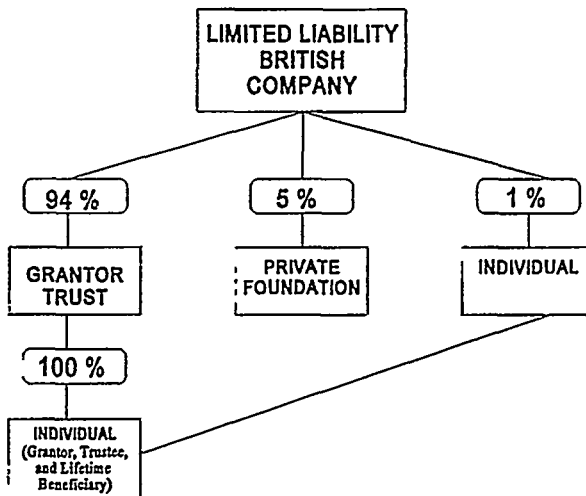 LIMITED LIABILITY
BRITISH
COMPANY
94 %
5 %
1 %
GRANTOR
TRUST
PRIVATE
FOUNDATION
INDIVIDUAL
100 %
INDIVIDUAL
(Grantor, Trustee,
and Lifetime
Beneficiary)